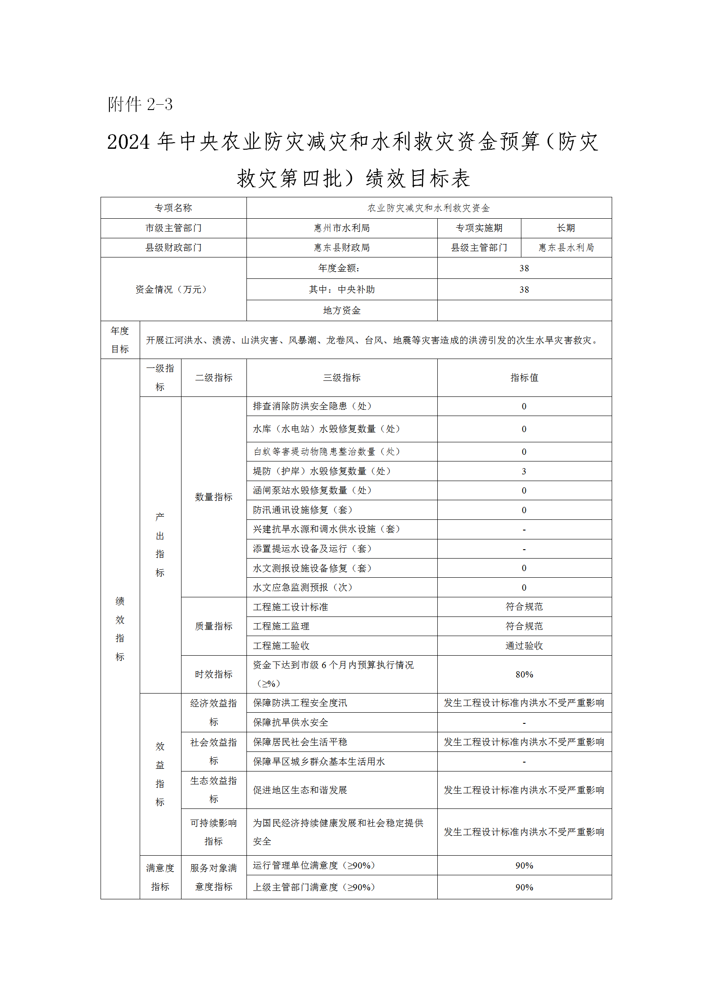 附件 2-3
2024 年中央农业防灾减灾和水利救灾资金预算（防灾
救灾第四批）绩效目标表
专项名称 农业防灾减灾和水利救灾资金
市级主管部门 惠州市水利局 专项实施期 长期
县级财政部门 惠东县财政局 县级主管部门 惠东县水利局
资金情况（万元）
年度金额： 38
其中：中央补助 38
地方资金
年度
目标
开展江河洪水、渍涝、山洪灾害、风暴潮、龙卷风、台风、地震等灾害造成的洪涝引发的次生水旱灾害救灾。
绩
效
指
标
一级指
标
二级指标 三级指标 指标值
产
出
指
标
数量指标
排查消除防洪安全隐患（处） 0
水库（水电站）水毁修复数量（处） 0
白蚁等害堤动物隐患整治数量（处） 0
堤防（护岸）水毁修复数量（处） 3
涵闸泵站水毁修复数量（处） 0
防汛通讯设施修复（套） 0
兴建抗旱水源和调水供水设施（套） -
添置提运水设备及运行（套） -
水文测报设施设备修复（套） 0
水文应急监测预报（次） 0
质量指标
工程施工设计标准 符合规范
工程施工监理 符合规范
工程施工验收 通过验收
时效指标
资金下达到市级 6 个月内预算执行情况
（≥%）
80%
效
益
指
标
经济效益指
标
保障防洪工程安全度汛 发生工程设计标准内洪水不受严重影响
保障抗旱供水安全 -
社会效益指
标
保障居民社会生活平稳 发生工程设计标准内洪水不受严重影响
保障旱区城乡群众基本生活用水 -
生态效益指
标
促进地区生态和谐发展 发生工程设计标准内洪水不受严重影响
可持续影响
指标
为国民经济持续健康发展和社会稳定提供
安全
发生工程设计标准内洪水不受严重影响
满意度
指标
服务对象满
意度指标
运行管理单位满意度（≥90%） 90%
上级主管部门满意度（≥90%） 90%